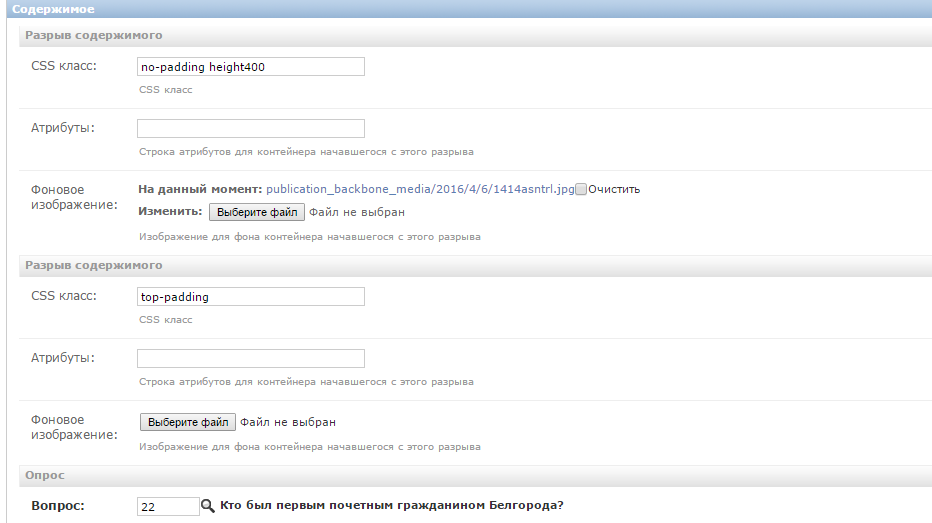 Содержимое
Разрыв содержимого
CSS класс: no-padding height400
CSS класс
Атрибуты:
Строка атрибутов для контейнера начавшегося с этого разрыва
Фоновое изображение:
На данный момент: publication_backbone_media/2016/4/6/1414asntrl.jpg Очистить
Изменить: Выберите файл Файл не выбран
Изображение для фона контейнера начавшегося с этого разрыва
Разрыв содержимого
CSS класс: top-padding
CSS класс
Атрибуты:
Строка атрибутов для контейнера начавшегося с этого разрыва
Фоновое изображение:
Выберите файл Файл не выбран
Изображение для фона контейнера начавшегося с этого разрыва
Опрос
Вопрос: 22 Кто был первым почетным гражданином Белгорода?